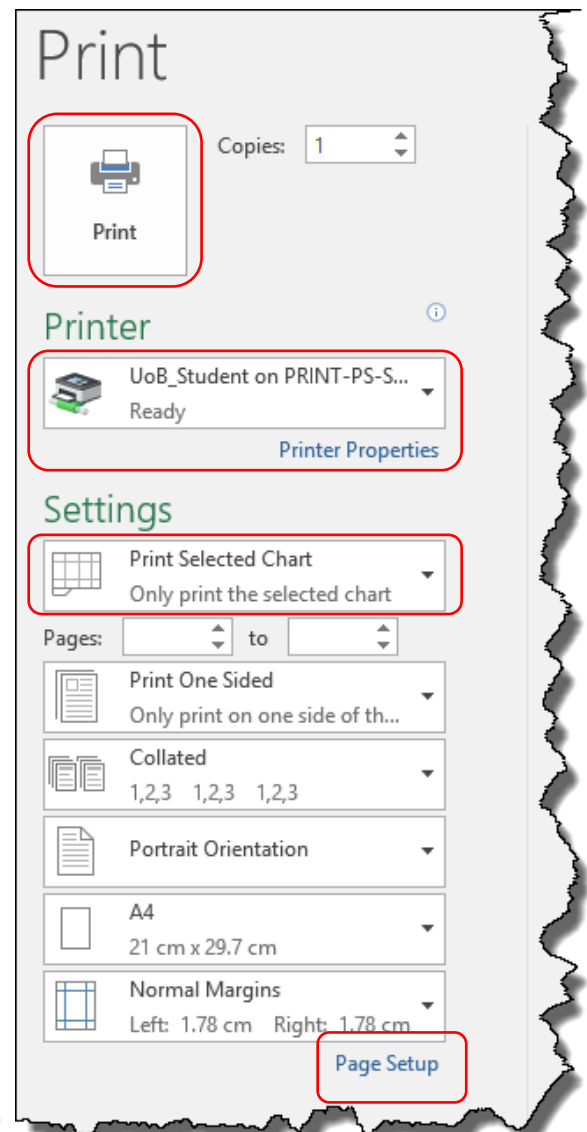 Print
Copies: 1
Print
Printer
UoB_Student on PRINT-PS-S...
Ready
Printer Properties
Settings
Print Selected Chart
Only print the selected chart
Pages: to
Print One Sided
Only print on one side of th...
Collated
1,2,3 1,2,3 1,2,3
Portrait Orientation
A4
21 cm x 29.7 cm
Normal Margins
Left: 1.78 cm Right: 1.78 cm
Page Setup